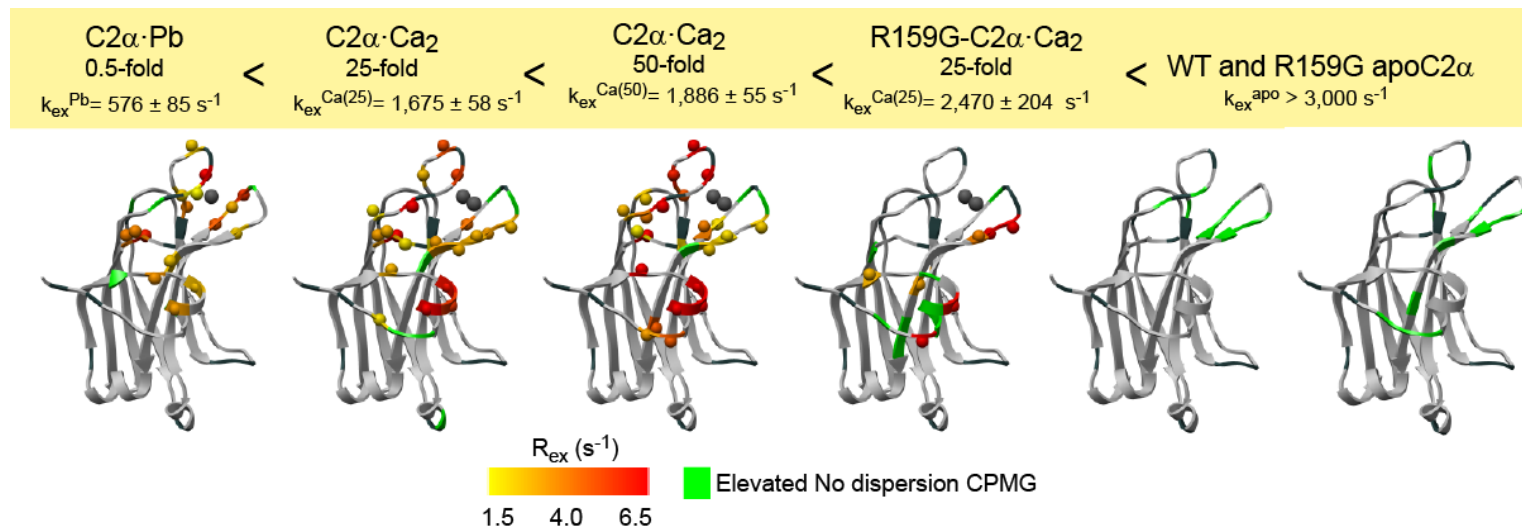 C2α·Pb
0.5-fold
k_ex^Pb= 576 ± 85 s⁻¹
<
C2α·Ca₂
25-fold
k_ex^Ca(25)= 1,675 ± 58 s⁻¹
<
C2α·Ca₂
50-fold
k_ex^Ca(50)= 1,886 ± 55 s⁻¹
<
R159G-C2α·Ca₂
25-fold
k_ex^Ca(25)= 2,470 ± 204 s⁻¹
<
WT and R159G apoC2α
k_ex^apo > 3,000 s⁻¹
R_ex (s⁻¹)
1.5 4.0 6.5
Elevated No dispersion CPMG